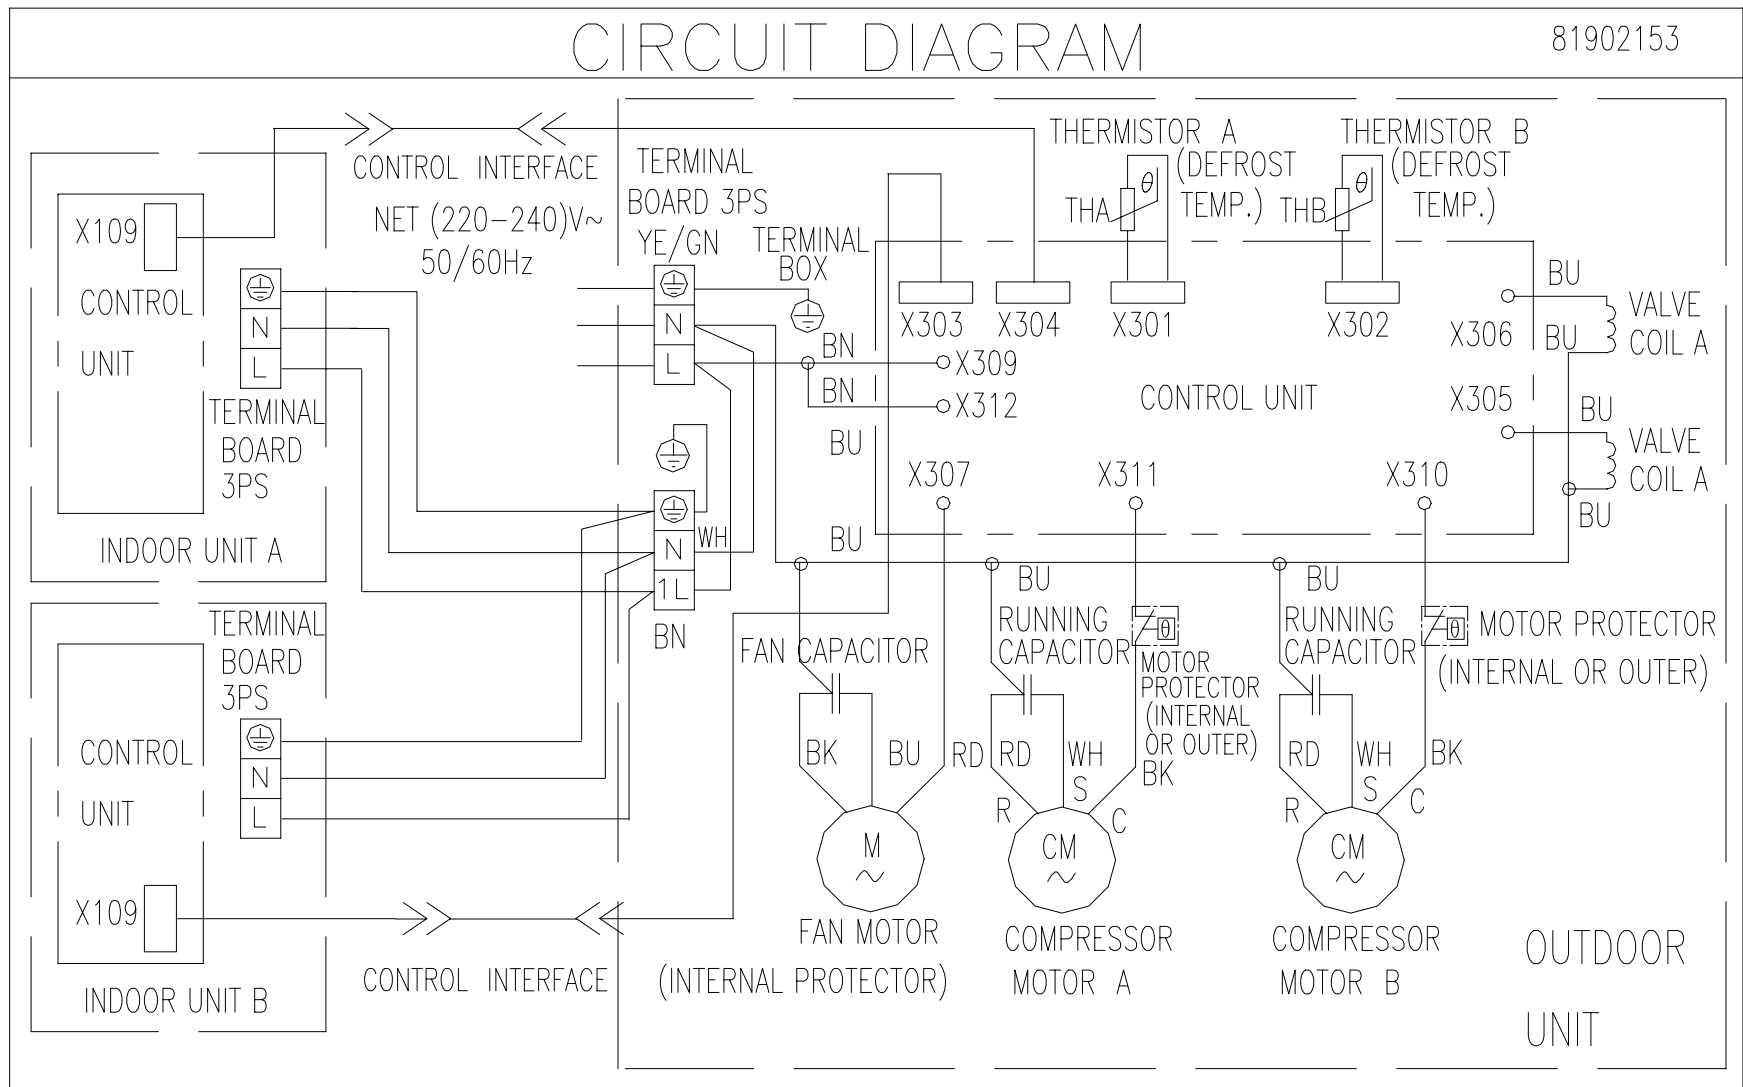 CIRCUIT DIAGRAM
81902153
CONTROL INTERFACE
NET (220-240)V~
50/60Hz
X109
CONTROL
UNIT
N
L
TERMINAL
BOARD
3PS
INDOOR UNIT A
TERMINAL
BOARD 3PS
YE/GN
N
L
TERMINAL
BOX
THERMISTOR A
(DEFROST
TEMP.)
THA
θ
THERMISTOR B
(DEFROST
TEMP.)
THB
θ
X303
X304
X301
X302
BN
X309
BN
X312
BU
CONTROL UNIT
X306
BU
BU
VALVE
COIL A
X305
BU
VALVE
COIL A
BU
X307
X311
X310
N
WH
1L
BN
BU
BU
BU
TERMINAL
BOARD
3PS
CONTROL
UNIT
N
L
X109
INDOOR UNIT B
CONTROL INTERFACE
FAN CAPACITOR
BK
BU
M
~
FAN MOTOR
(INTERNAL PROTECTOR)
RUNNING
CAPACITOR
θ
MOTOR
PROTECTOR
(INTERNAL
OR OUTER)
RD
RD
WH
BK
R
S
C
CM
~
COMPRESSOR
MOTOR A
RUNNING
CAPACITOR
θ
MOTOR PROTECTOR
(INTERNAL OR OUTER)
RD
WH
BK
R
S
C
CM
~
COMPRESSOR
MOTOR B
OUTDOOR
UNIT